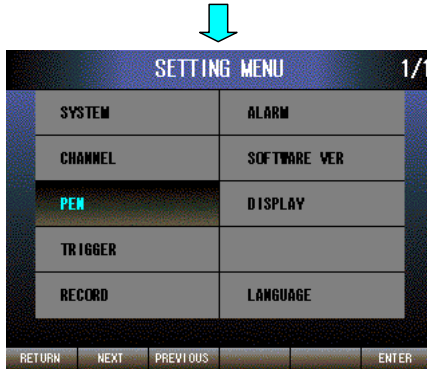 SETTING MENU 1/1
SYSTEM ALARM
CHANNEL SOFTWARE VER
PEN DISPLAY
TRIGGER
RECORD LANGUAGE
RETURN NEXT PREVIOUS ENTER